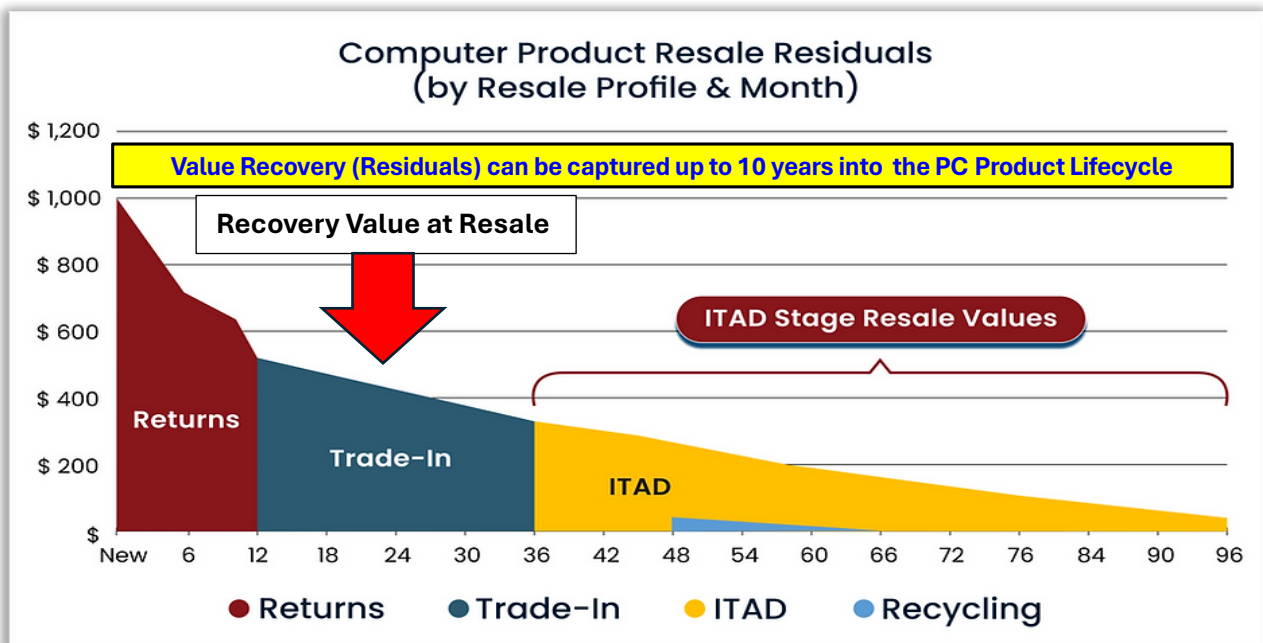 Computer Product Resale Residuals
(by Resale Profile & Month)
$ 1,200
Value Recovery (Residuals) can be captured up to 10 years into the PC Product Lifecycle
$ 1,000
Recovery Value at Resale
$ 800
ITAD Stage Resale Values
$ 600
$ 400
Returns
Trade-In
$ 200
ITAD
$
New 6 12 18 24 30 36 42 48 54 60 66 72 76 84 90 96
Returns Trade-In ITAD Recycling